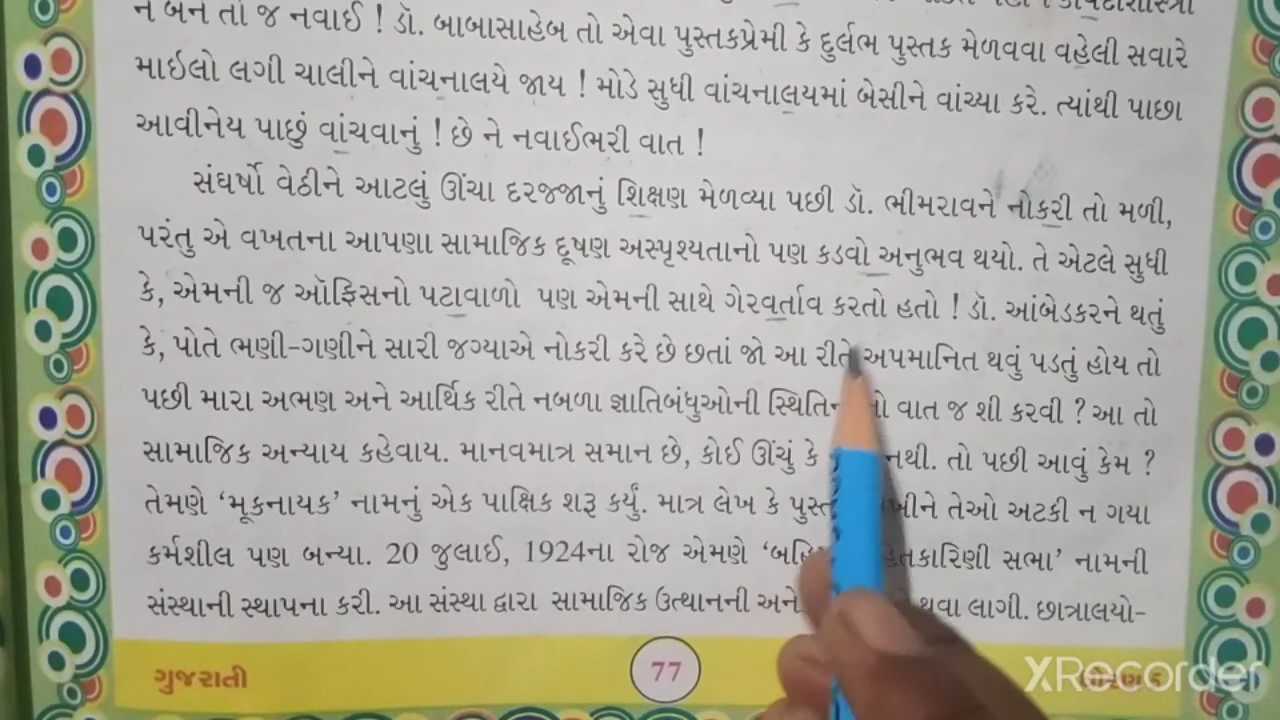 ન બન તો જ નવાઈ ! ડૉ. બાબાસાહેબ તો એવા પુસ્તકપ્રેમી કે દુર્લભ પુસ્તક મેળવવા વહેલી સવારે
માઇલો લગી ચાલીને વાંચનાલયે જાય ! મોડે સુધી વાંચનાલયમાં બેસીને વાંચ્યા કરે. ત્યાંથી પાછા
આવીનેય પાછું વાંચવાનું ! છે ને નવાઈભરી વાત !
સંઘર્ષો વેઠીને આટલું ઊંચા દરજ્જાનું શિક્ષણ મેળવ્યા પછી ડૉ. ભીમરાવને નોકરી તો મળી,
પરંતુ એ વખતના આપણા સામાજિક દૂષણ અસ્પૃશ્યતાનો પણ કડવો અનુભવ થયો. તે એટલે સુધી
કે, એમની જ ઑફિસનો પટાવાળો પણ એમની સાથે ગેરવર્તાવ કરતો હતો ! ડૉ. આંબેડકરને થતું
કે, પોતે ભણી-ગણીને સારી જગ્યાએ નોકરી કરે છે છતાં જો આ રીતે અપમાનિત થવું પડતું હોય તો
પછી મારા અભણ અને આર્થિક રીતે નબળા જ્ઞાતિબંધુઓની વાત જ શી કરવી ? આ તો
સામાજિક અન્યાય કહેવાય. માનવમાત્ર સમાન છે, કોઈ ઊંચું કે નથી. તો પછી આવું કેમ ?
તેમણે ‘મૂકનાયક’ નામનું એક પાક્ષિક શરૂ કર્યું. માત્ર લેખ કે તેઓ અટકી ન ગયા
કર્મશીલ પણ બન્યા. 20 જુલાઈ, 1924ના રોજ એમણે સભા’ નામની
સંસ્થાની સ્થાપના કરી. આ સંસ્થા દ્વારા સામાજિક ઉત્થાનની અને થવા લાગી. છાત્રાલયો-
ગુજરાતી
77
XRecorder